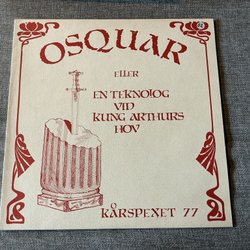 OSQUAR
ELLER
EN TEKNOLOG
VID
KUNG ARTHURS
HOV
KÅRSPEXET 77